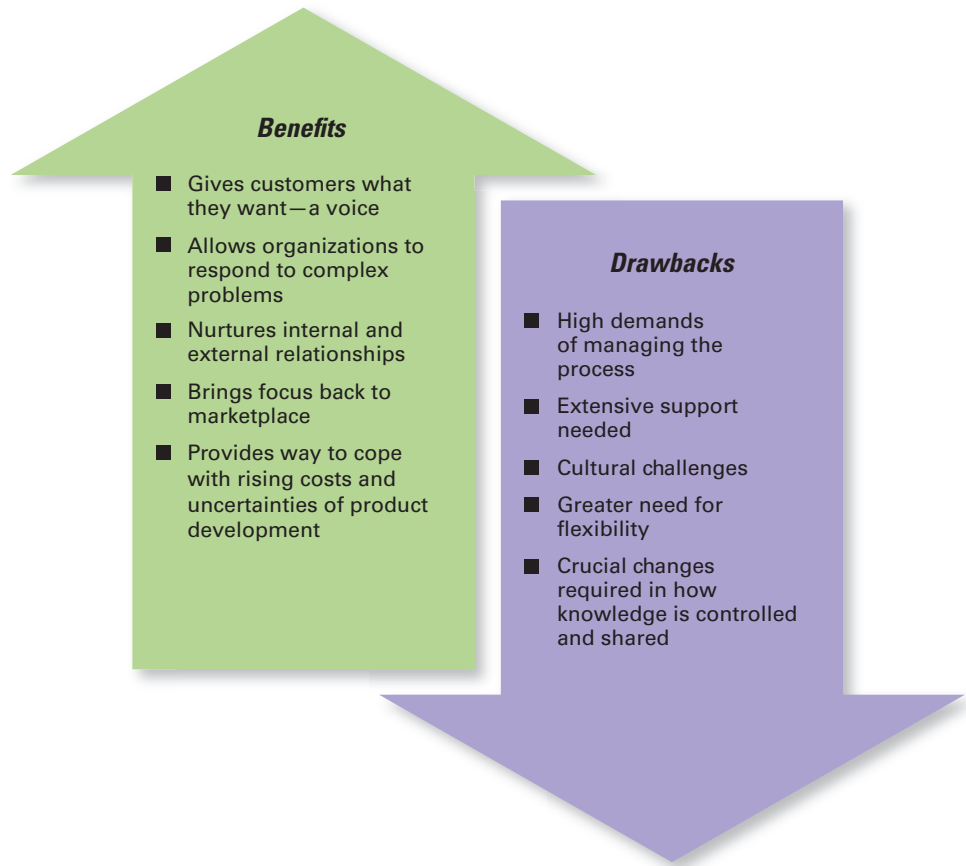 Benefits
■ Gives customers what
they want—a voice
■ Allows organizations to
respond to complex
problems
■ Nurtures internal and
external relationships
■ Brings focus back to
marketplace
■ Provides way to cope
with rising costs and
uncertainties of product
development
Drawbacks
■ High demands
of managing the
process
■ Extensive support
needed
■ Cultural challenges
■ Greater need for
flexibility
■ Crucial changes
required in how
knowledge is controlled
and shared